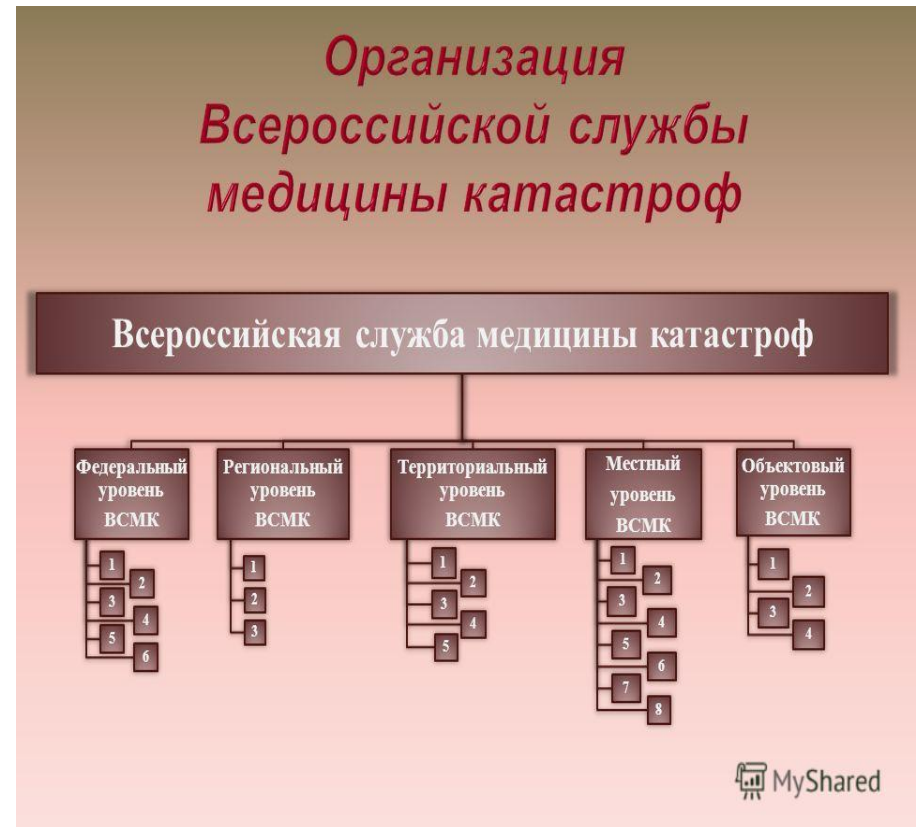 Организация
Всероссийской службы
медицины катастроф
Всероссийская служба медицины катастроф
Федеральный
уровень
ВСМК
1
2
3
4
5
6
Региональный
уровень
ВСМК
1
2
3
Территориальный
уровень
ВСМК
1
2
3
4
5
Местный
уровень
ВСМК
1
2
3
4
5
6
7
8
Объектовый
уровень
ВСМК
1
2
3
4
MyShared